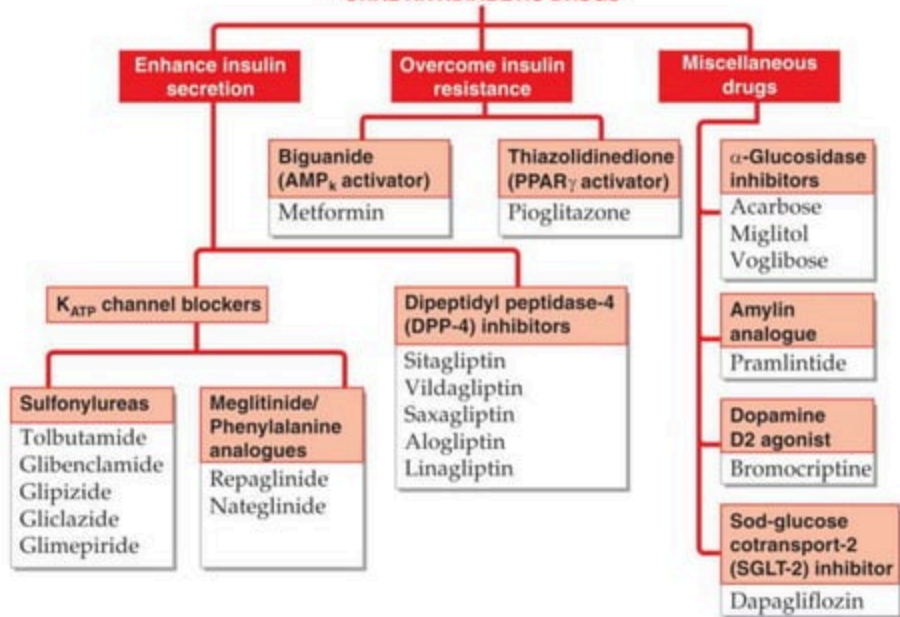 Enhance insulin
secretion
Overcome insulin
resistance
Miscellaneous
drugs
Biguanide
(AMPk activator)
Metformin
Thiazolidinedione
(PPARγ activator)
Pioglitazone
α-Glucosidase
inhibitors
Acarbose
Miglitol
Voglibose
KATP channel blockers
Dipeptidyl peptidase-4
(DPP-4) inhibitors
Sitagliptin
Vildagliptin
Saxagliptin
Alogliptin
Linagliptin
Amylin
analogue
Pramlintide
Sulfonylureas
Tolbutamide
Glibenclamide
Glipizide
Gliclazide
Glimepiride
Meglitinide/
Phenylalanine
analogues
Repaglinide
Nateglinide
Dopamine
D2 agonist
Bromocriptine
Sod-glucose
cotransport-2
(SGLT-2) inhibitor
Dapagliflozin